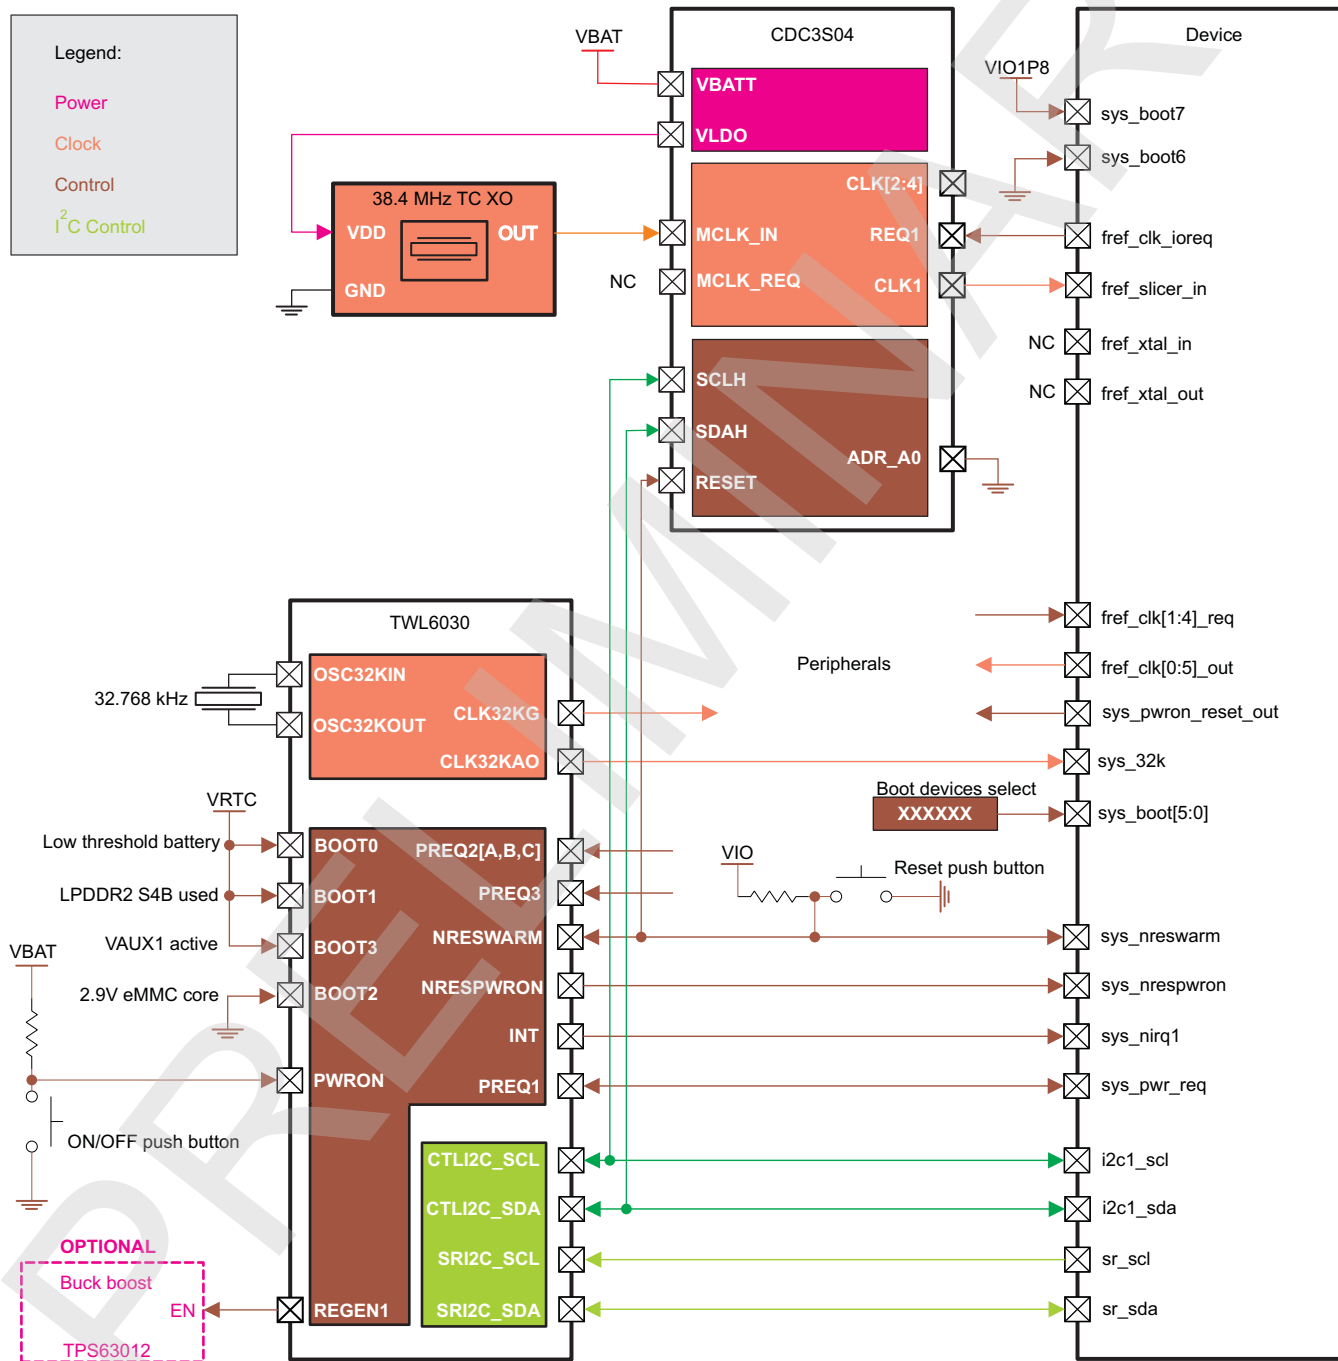 Legend:
Power
Clock
Control
I2C Control
VBAT
CDC3S04
Device
VBATT
VLDO
VIO1P8
sys_boot7
sys_boot6
38.4 MHz TC XO
VDD
OUT
GND
MCLK_IN
NC
MCLK_REQ
CLK[2:4]
REQ1
CLK1
fref_clk_ioreq
fref_slicer_in
NC
fref_xtal_in
NC
fref_xtal_out
SCLH
SDAH
RESET
ADR_A0
TWL6030
OSC32KIN
32.768 kHz
OSC32KOUT
CLK32KG
CLK32KAO
Peripherals
fref_clk[1:4]_req
fref_clk[0:5]_out
sys_pwron_reset_out
sys_32k
Boot devices select
XXXXXX
sys_boot[5:0]
VRTC
Low threshold battery
BOOT0
LPDDR2 S4B used
BOOT1
VAUX1 active
BOOT3
2.9V eMMC core
BOOT2
PREQ2[A,B,C]
PREQ3
NRESWARM
NRESPWRON
INT
PREQ1
VIO
Reset push button
sys_nreswarm
sys_nrespwron
sys_nirq1
sys_pwr_req
VBAT
PWRON
ON/OFF push button
CTLI2C_SCL
CTLI2C_SDA
SRI2C_SCL
SRI2C_SDA
i2c1_scl
i2c1_sda
sr_scl
sr_sda
OPTIONAL
Buck boost
EN
TPS63012
REGEN1
PRELIMINAR